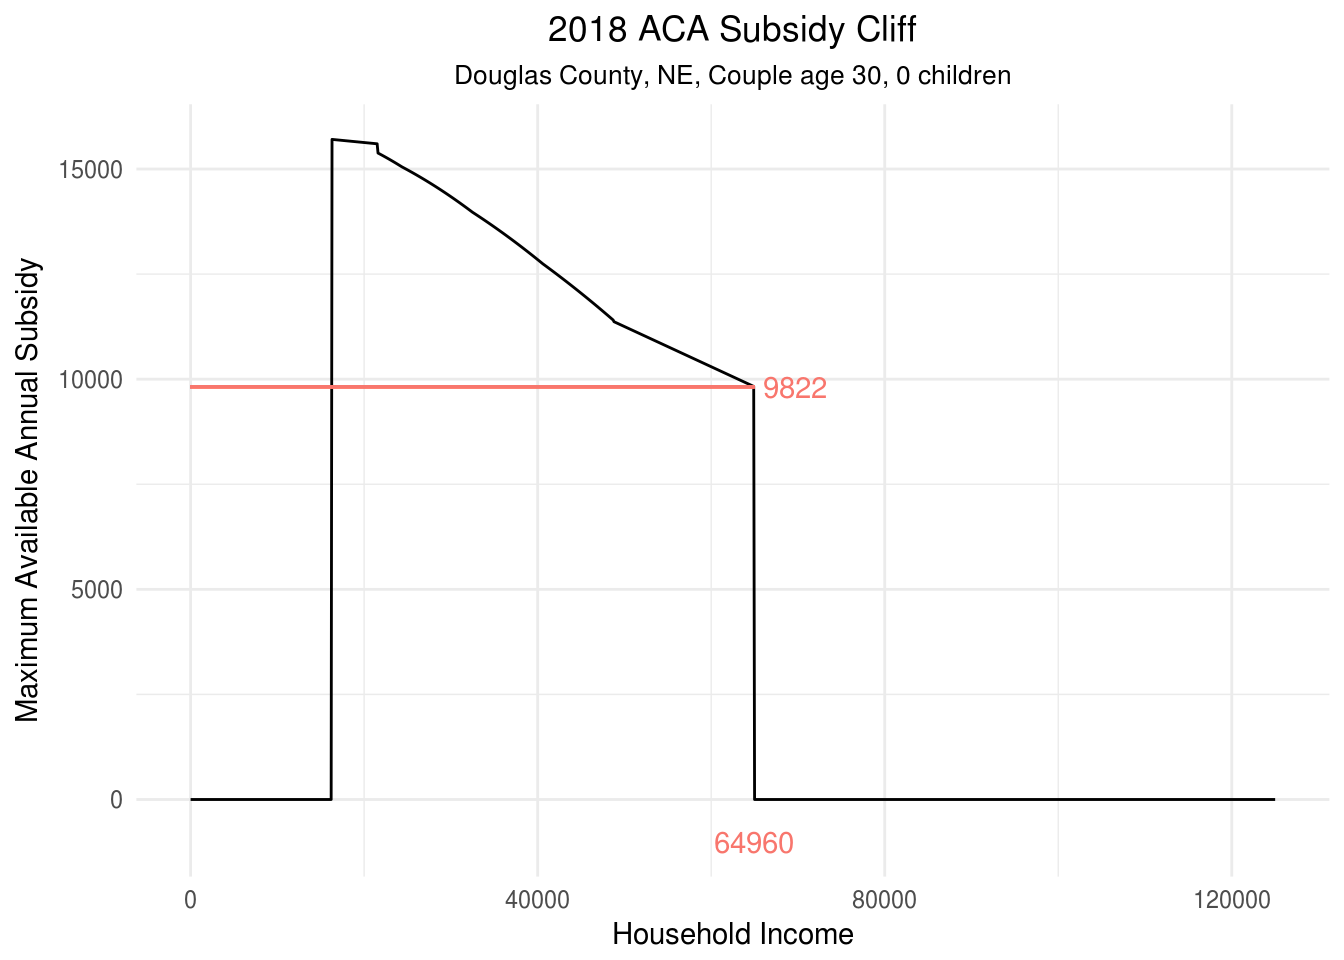 2018 ACA Subsidy Cliff
Douglas County, NE, Couple age 30, 0 children
Maximum Available Annual Subsidy
15000
10000
5000
0
9822
64960
0
40000
80000
120000
Household Income